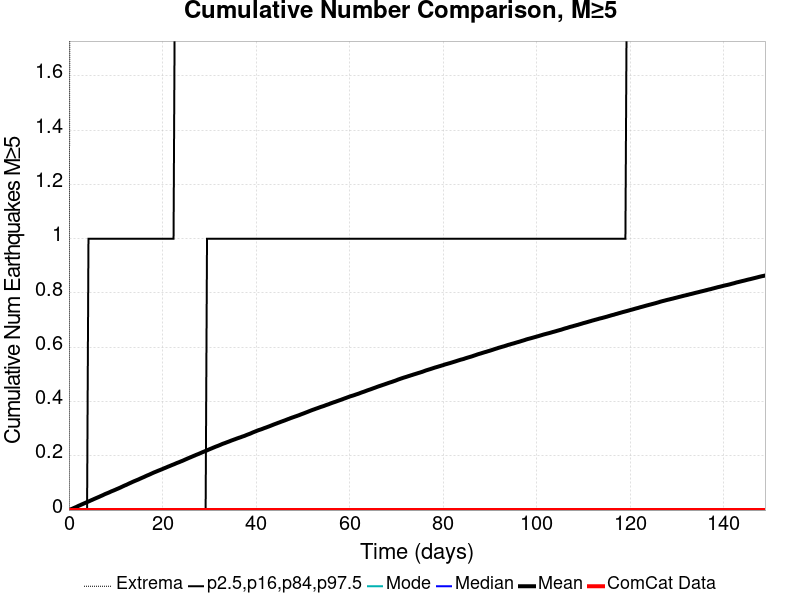 Cumulative Number Comparison, M≥5
Cumulative Num Earthquakes M≥5
1.6
1.4
1.2
1
0.8
0.6
0.4
0.2
0
0 20 40 60 80 100 120 140
Time (days)
Extrema p2.5,p16,p84,p97.5 Mode Median Mean ComCat Data